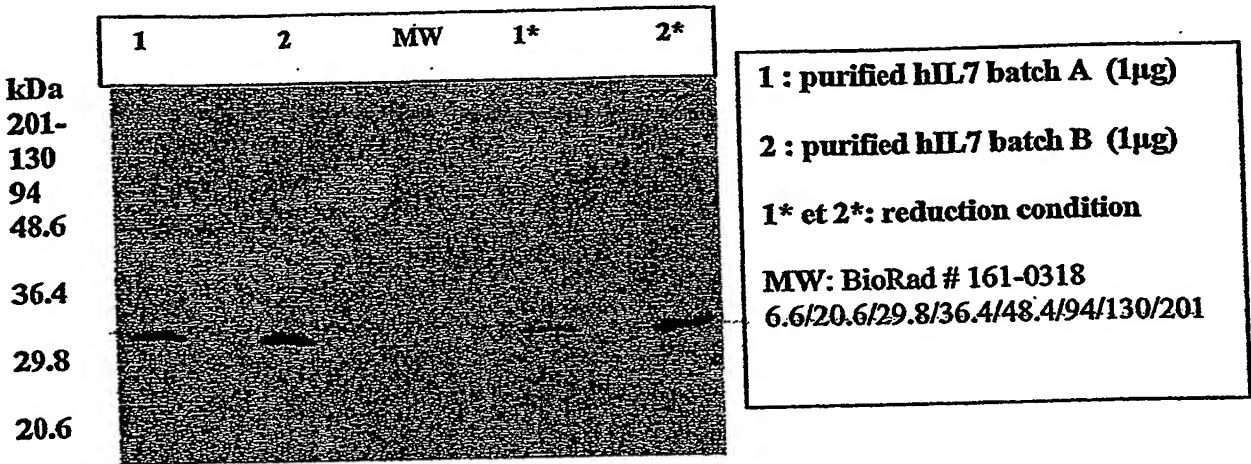 1 2 MW 1* 2*
kDa
201-
130
94
48.6
36.4
29.8
20.6
1 : purified hIL7 batch A (1µg)
2 : purified hIL7 batch B (1µg)
1* et 2*: reduction condition
MW: BioRad # 161-0318
6.6/20.6/29.8/36.4/48.4/94/130/201